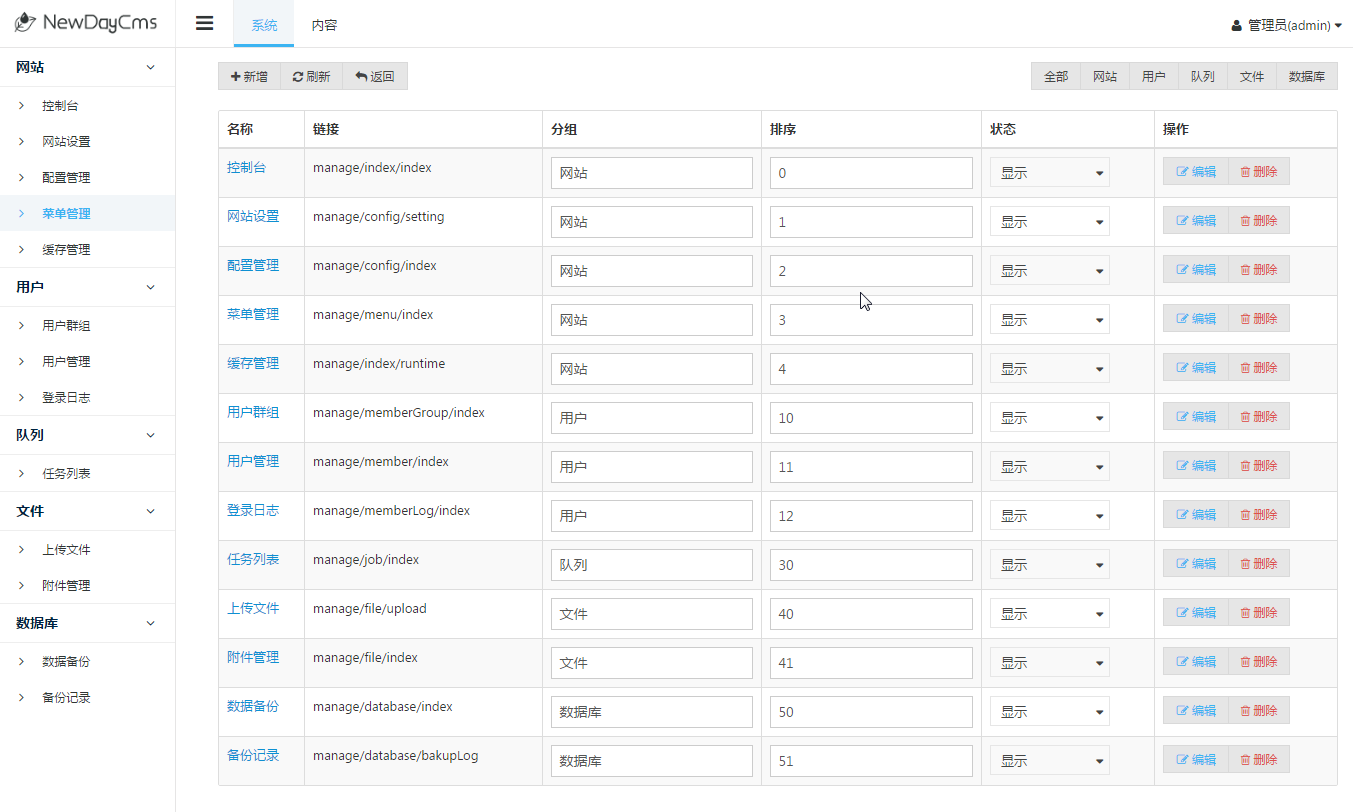 NewDayCms
系统 内容
管理员(admin)
网站
控制台
网站设置
配置管理
菜单管理
缓存管理
用户
用户群组
用户管理
登录日志
队列
任务列表
文件
上传文件
附件管理
数据库
数据备份
备份记录
新增 刷新 返回
全部 网站 用户 队列 文件 数据库
名称 链接 分组 排序 状态 操作
控制台 manage/index/index 网站 0 显示 编辑 删除
网站设置 manage/config/setting 网站 1 显示 编辑 删除
配置管理 manage/config/index 网站 2 显示 编辑 删除
菜单管理 manage/menu/index 网站 3 显示 编辑 删除
缓存管理 manage/index/runtime 网站 4 显示 编辑 删除
用户群组 manage/memberGroup/index 用户 10 显示 编辑 删除
用户管理 manage/member/index 用户 11 显示 编辑 删除
登录日志 manage/memberLog/index 用户 12 显示 编辑 删除
任务列表 manage/job/index 队列 30 显示 编辑 删除
上传文件 manage/file/upload 文件 40 显示 编辑 删除
附件管理 manage/file/index 文件 41 显示 编辑 删除
数据备份 manage/database/index 数据库 50 显示 编辑 删除
备份记录 manage/database/bakupLog 数据库 51 显示 编辑 删除